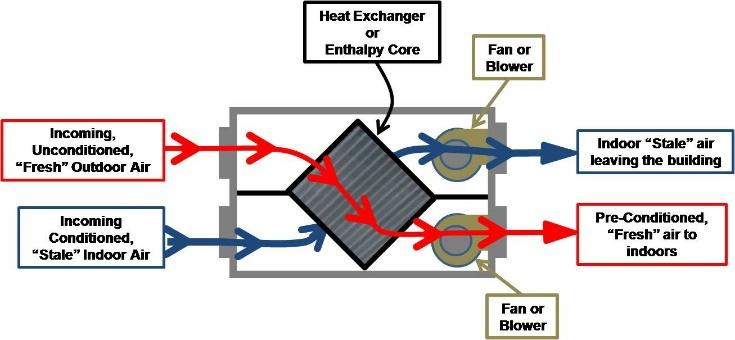 Heat Exchanger
or
Enthalpy Core
Fan or
Blower
Incoming,
Unconditioned,
“Fresh” Outdoor Air
Indoor “Stale” air
leaving the building
Incoming
Conditioned,
“Stale” Indoor Air
Pre-Conditioned,
“Fresh” air to
indoors
Fan or
Blower